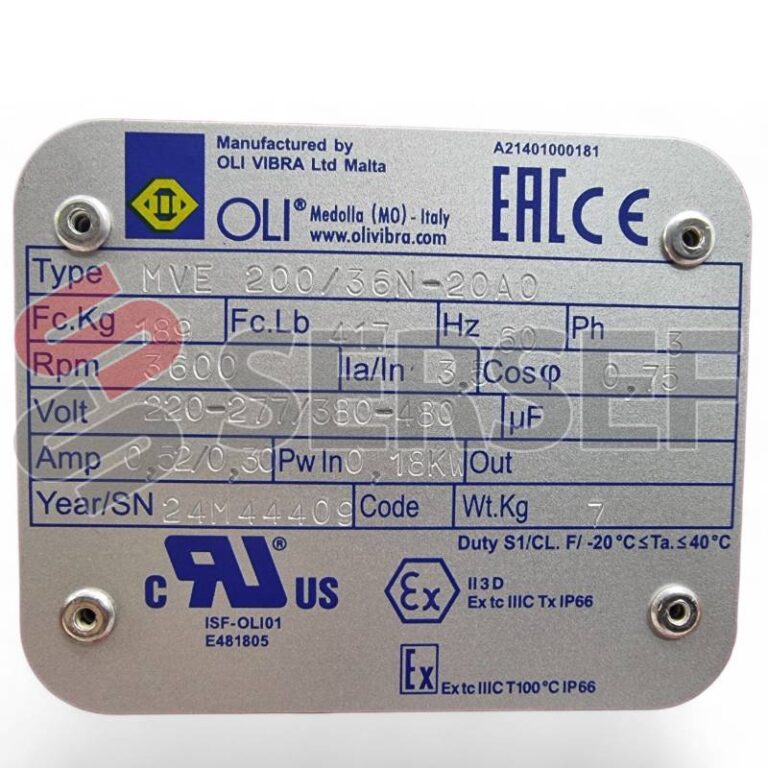 Manufactured by
OLI VIBRA Ltd Malta
A21401000181
OLI® Medolla (MO) - Italy
www.olivibra.com
EAC CE
Type MVE 200/36N-20A0
Fc.Kg 189 Fc.Lb 417 Hz 60 Ph 3
Rpm 3600 Ia/In 3,5 Cosφ 0,75
Volt 220-277/380-480 µF
Amp 0,52/0,30 Pw In 0,18KW Out
Year/SN 24M44409 Code Wt.Kg 7
Duty S1/CL. F/ -20°C≤Ta.≤40°C
C RU® US
ISF-OLI01
E481805
Ex II 3 D
Ex tc IIIC Tx IP66
Ex Ex tc IIIC T100°C IP66
SERSEF